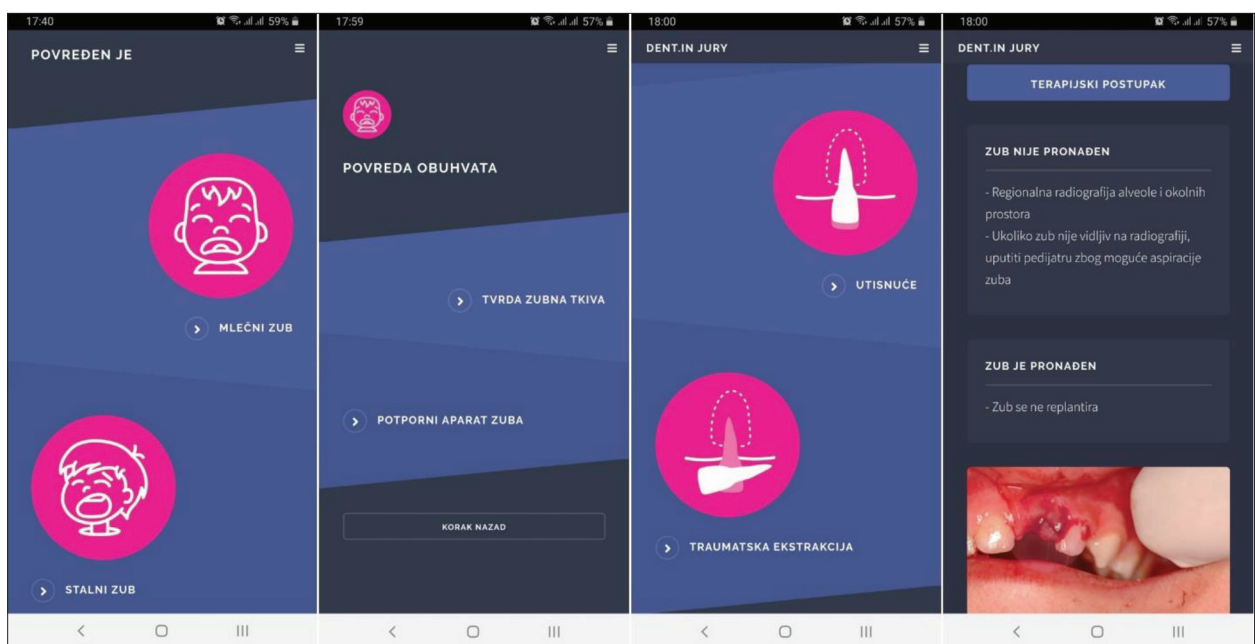 17:40
59%
POVREĐEN JE
MLEČNI ZUB
STALNI ZUB
17:59
57%
POVREDA OBUHVATA
TVRDA ZUBNA TKIVA
POTPORNI APARAT ZUBA
KORAK NAZAD
18:00
57%
DENT.IN JURY
UTISNUĆE
TRAUMATSKA EKSTRAKCIJA
18:00
57%
DENT.IN JURY
TERAPIJSKI POSTUPAK
ZUB NIJE PRONAĐEN
- Regionalna radiografija alveole i okolnih
prostora
- Ukoliko zub nije vidljiv na radiografiji,
uputiti pedijatru zbog moguće aspiracije
zuba
ZUB JE PRONAĐEN
- Zub se ne replantira